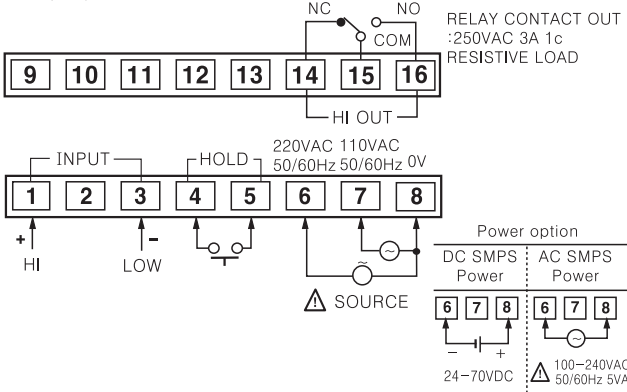 NC NO
COM
RELAY CONTACT OUT
:250VAC 3A 1c
RESISTIVE LOAD
9 10 11 12 13 14 15 16
HI OUT
INPUT HOLD
220VAC 110VAC
50/60Hz 50/60Hz 0V
1 2 3 4 5 6 7 8
+ -
HI LOW
SOURCE
Power option
DC SMPS
Power
AC SMPS
Power
6 7 8
6 7 8
- +
24-70VDC
100-240VAC
50/60Hz 5VA